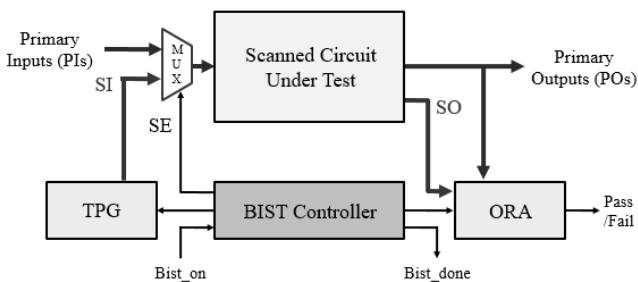 Primary
Inputs (PIs)
SI
MUX
Scanned Circuit
Under Test
Primary
Outputs (POs)
SO
SE
TPG
BIST Controller
ORA
Pass
/Fail
Bist_on
Bist_done